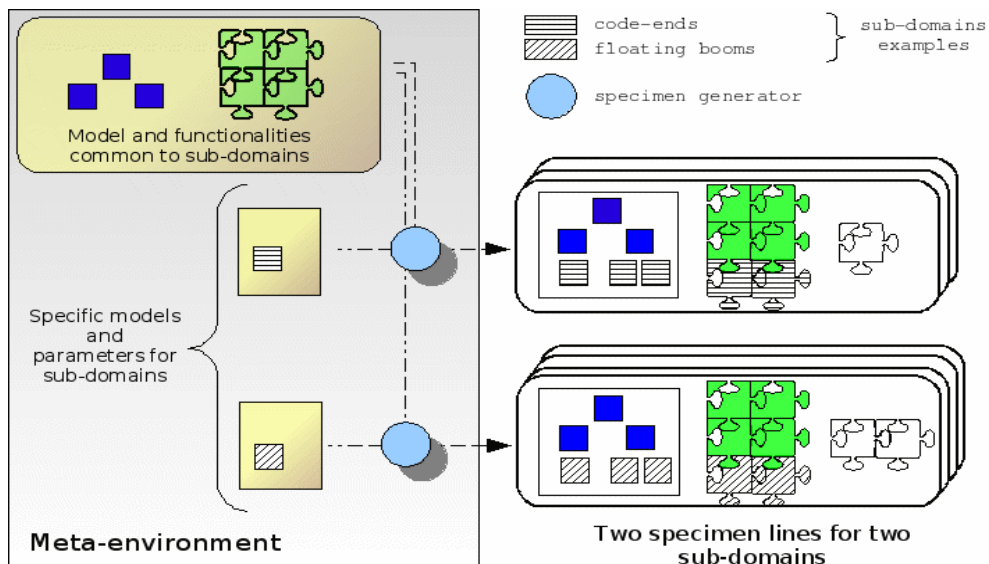 code-ends
floating booms
sub-domains
examples
specimen generator
Model and functionalities
common to sub-domains
Specific models
and
parameters for
sub-domains
Meta-environment
Two specimen lines for two
sub-domains